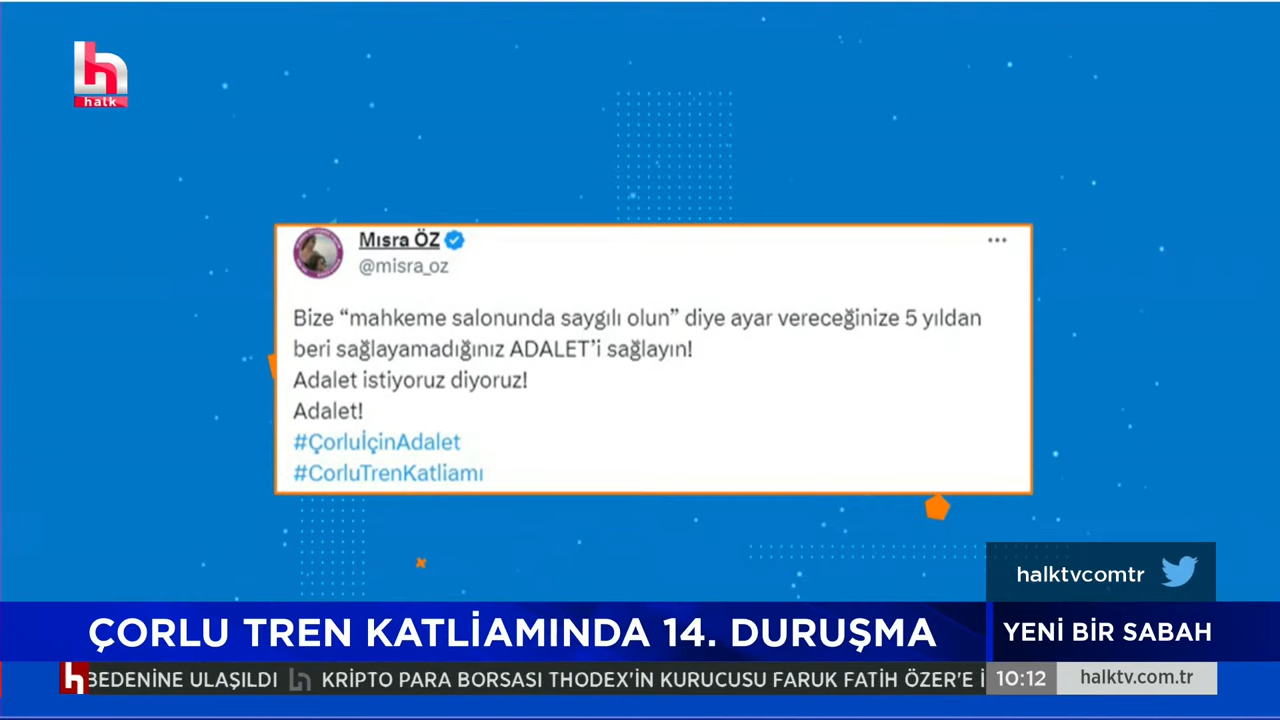 halk
Mısra ÖZ
@misra_oz
Bize “mahkeme salonunda saygılı olun” diye ayar vereceğinize 5 yıldan
beri sağlayamadığınız ADALET’i sağlayın!
Adalet istiyoruz diyoruz!
Adalet!
#ÇorluİçinAdalet
#CorluTrenKatliamı
halktvcomtr
ÇORLU TREN KATLİAMINDA 14. DURUŞMA
YENİ BİR SABAH
BEDENİNE ULAŞILDI KRİPTO PARA BORSASI THODEX'İN KURUCUSU FARUK FATİH ÖZER'E İ
10:12
halktv.com.tr